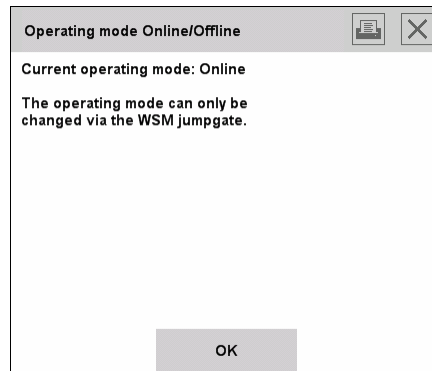 Operating mode Online/Offline
Current operating mode: Online
The operating mode can only be
changed via the WSM jumpgate.
OK